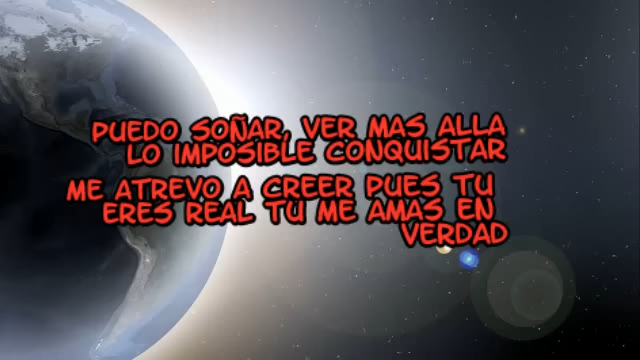 PUEDO SOÑAR, VER MAS ALLA
LO IMPOSIBLE CONQUISTAR
ME ATREVO A CREER PUES TU
ERES REAL TÚ ME AMAS EN
VERDAD